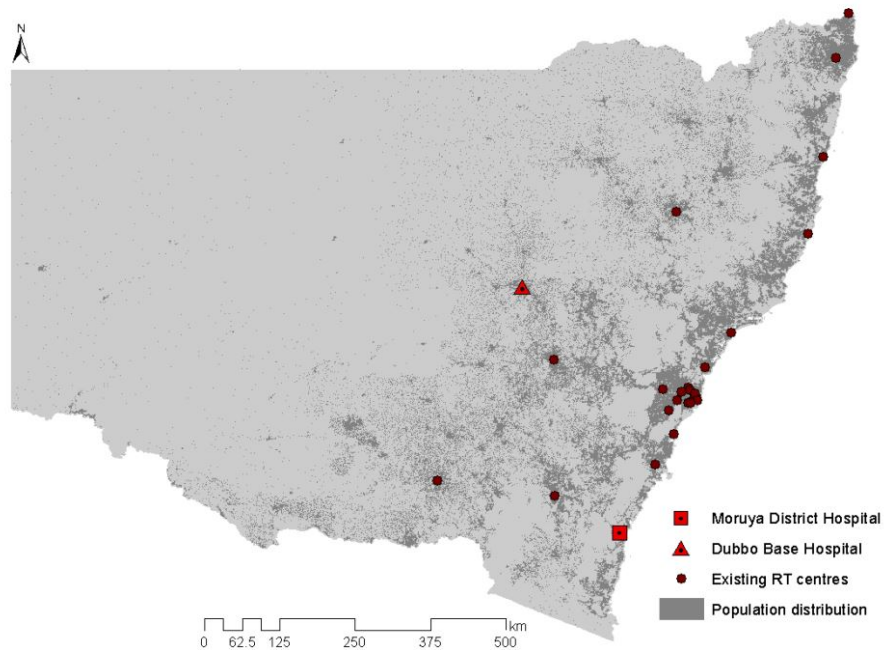 N
Moruya District Hospital
Dubbo Base Hospital
Existing RT centres
Population distribution
km
0 62.5 125 250 375 500